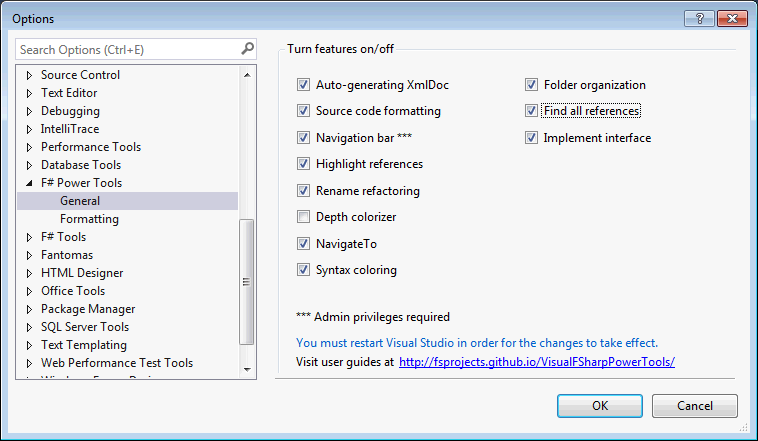 Options
Search Options (Ctrl+E)
Source Control
Text Editor
Debugging
IntelliTrace
Performance Tools
Database Tools
F# Power Tools
General
Formatting
F# Tools
Fantomas
HTML Designer
Office Tools
Package Manager
SQL Server Tools
Text Templating
Web Performance Test Tools
Turn features on/off
Auto-generating XmlDoc
Folder organization
Source code formatting
Find all references
Navigation bar ***
Implement interface
Highlight references
Rename refactoring
Depth colorizer
NavigateTo
Syntax coloring
*** Admin privileges required
You must restart Visual Studio in order for the changes to take effect.
Visit user guides at http://fsprojects.github.io/VisualFSharpPowerTools/
OK
Cancel